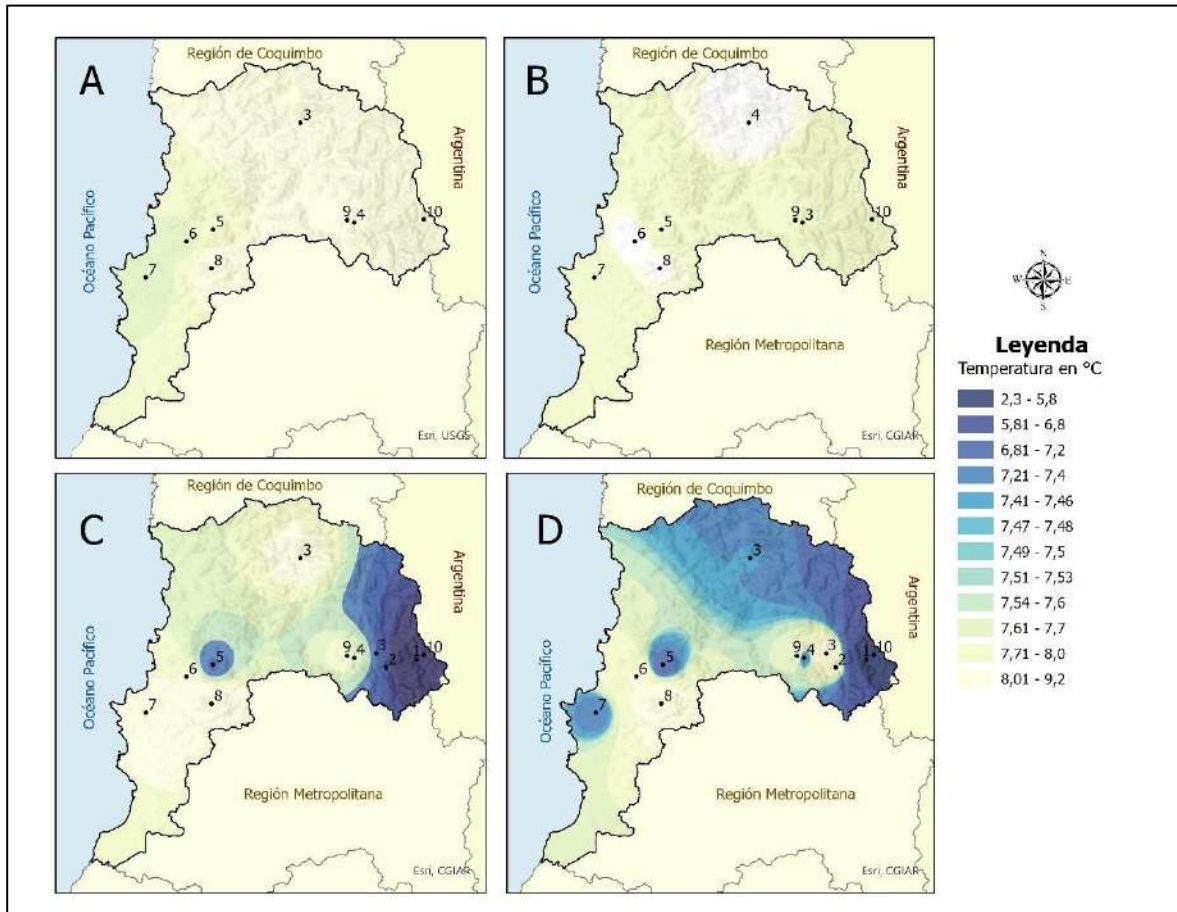 A
Región de Coquimbo
Océano Pacífico
Argentina
3
9
4
10
5
6
7
8
Esri, USGS
B
Región de Coquimbo
Océano Pacífico
Argentina
4
9
3
10
5
6
7
8
Región Metropolitana
Esri, CGIAR
C
Región de Coquimbo
Océano Pacífico
Argentina
3
9
4
3
2
1
10
5
6
7
8
Región Metropolitana
Esri, CGIAR
D
Región de Coquimbo
Océano Pacífico
Argentina
3
9
4
3
2
1
10
5
6
7
8
Región Metropolitana
Esri, CGIAR
N
W
E
S
Leyenda
Temperatura en °C
2,3 - 5,8
5,81 - 6,8
6,81 - 7,2
7,21 - 7,4
7,41 - 7,46
7,47 - 7,48
7,49 - 7,5
7,51 - 7,53
7,54 - 7,6
7,61 - 7,7
7,71 - 8,0
8,01 - 9,2